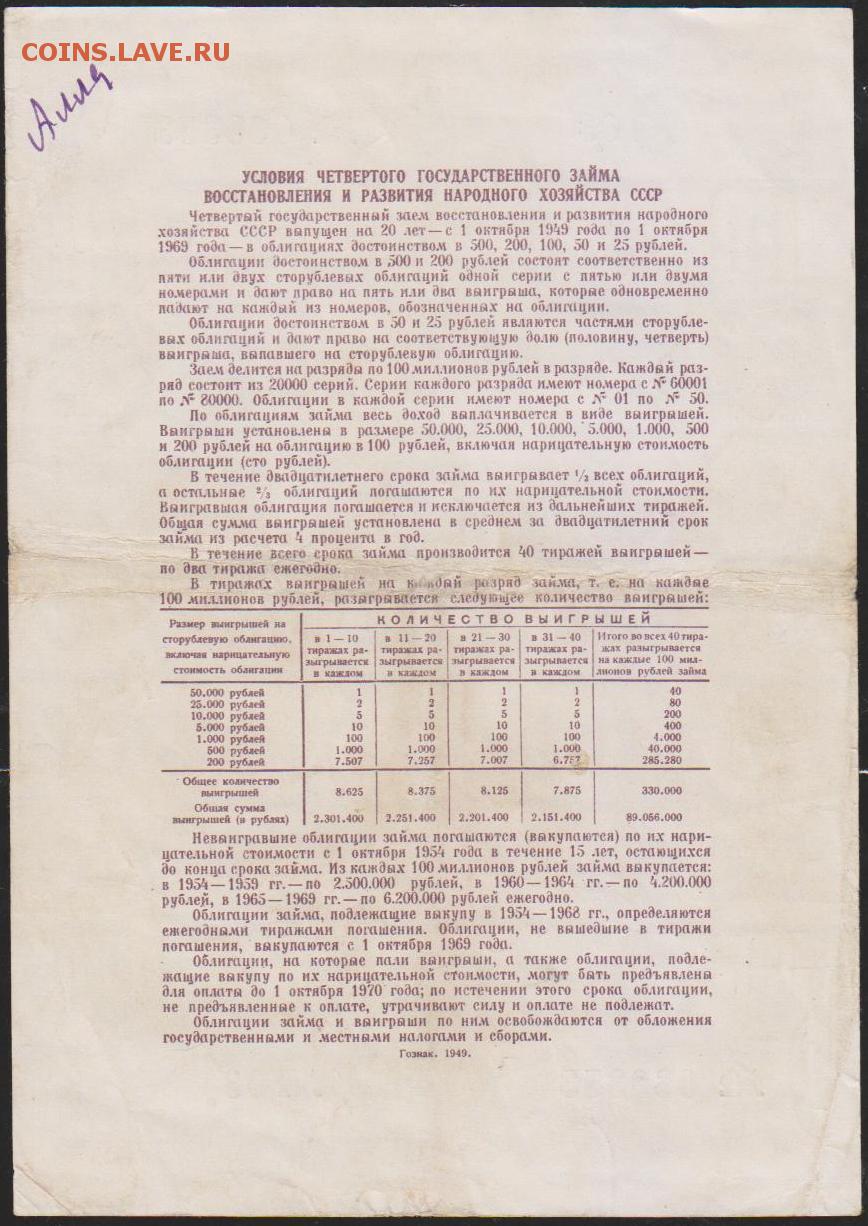 COINS.LAVE.RU
Алла
УСЛОВИЯ ЧЕТВЕРТОГО ГОСУДАРСТВЕННОГО ЗАЙМА
ВОССТАНОВЛЕНИЯ И РАЗВИТИЯ НАРОДНОГО ХОЗЯЙСТВА СССР
Четвертый государственный заем восстановления и развития народного
хозяйства СССР выпущен на 20 лет — с 1 октября 1949 года по 1 октября
1969 года — в облигациях достоинством в 500, 200, 100, 50 и 25 рублей.
Облигации достоинством в 500 и 200 рублей состоят соответственно из
пяти или двух сторублевых облигаций одной серии с пятью или двумя
номерами и дают право на пять или два выигрыша, которые одновременно
падают на каждый из номеров, обозначенных на облигации.
Облигации достоинством в 50 и 25 рублей являются частями сторубле-
вых облигаций и дают право на соответствующую долю (половину, четверть)
выигрыша, выпавшего на сторублевую облигацию.
Заем делится на разряды по 100 миллионов рублей в разряде. Каждый раз-
ряд состоит из 20000 серий. Серии каждого разряда имеют номера с № 60001
по № 80000. Облигации в каждой серии имеют номера с № 01 по № 50.
По облигациям займа весь доход выплачивается в виде выигрышей.
Выигрыши установлены в размере 50.000, 25.000, 10.000, 5.000, 1.000, 500
и 200 рублей на облигацию в 100 рублей, включая нарицательную стоимость
облигации (сто рублей).
В течение двадцатилетнего срока займа выигрывает 1/3 всех облигаций,
а остальные 2/3 облигаций погашаются по их нарицательной стоимости.
Выигравшая облигация погашается и исключается из дальнейших тиражей.
Общая сумма выигрышей установлена в среднем за двадцатилетний срок
займа из расчета 4 процента в год.
В течение всего срока займа производится 40 тиражей выигрышей —
по два тиража ежегодно.
В тиражах выигрышей на каждый разряд займа, т. е. на каждые
100 миллионов рублей, разыгрывается следующее количество выигрышей:
Размер выигрышей на сторублевую облигацию, включая нарицательную стоимость облигации
КОЛИЧЕСТВО ВЫИГРЫШЕЙ
в 1 — 10 тиражах ра- зыгрывается в каждом
в 11 — 20 тиражах ра- зыгрывается в каждом
в 21 — 30 тиражах ра- зыгрывается в каждом
в 31 — 40 тиражах ра- зыгрывается в каждом
Итого во всех 40 тира- жах разыгрывается на каждые 100 мил- лионов рублей займа
50.000 рублей 1 1 1 1 40
25.000 рублей 2 2 2 2 80
10.000 рублей 5 5 5 5 200
5.000 рублей 10 10 10 10 400
1.000 рублей 100 100 100 100 4.000
500 рублей 1.000 1.000 1.000 1.000 40.000
200 рублей 7.507 7.257 7.007 6.757 285.280
Общее количество выигрышей 8.625 8.375 8.125 7.875 330.000
Общая сумма выигрышей (в рублях) 2.301.400 2.251.400 2.201.400 2.151.400 89.056.000
Невыигравшие облигации займа погашаются (выкупаются) по их нари-
цательной стоимости с 1 октября 1954 года в течение 15 лет, остающихся
до конца срока займа. Из каждых 100 миллионов рублей займа выкупается:
в 1954 — 1959 гг. — по 2.500.000 рублей, в 1960 — 1964 гг. — по 4.200.000
рублей, в 1965 — 1969 гг. — по 6.200.000 рублей ежегодно.
Облигации займа, подлежащие выкупу в 1954 — 1968 гг., определяются
ежегодными тиражами погашения. Облигации, не вышедшие в тиражи
погашения, выкупаются с 1 октября 1969 года.
Облигации, на которые пали выигрыши, а также облигации, подле-
жащие выкупу по их нарицательной стоимости, могут быть предъявлены
для оплаты до 1 октября 1970 года; по истечении этого срока облигации,
не предъявленные к оплате, утрачивают силу и оплате не подлежат.
Облигации займа и выигрыши по ним освобождаются от обложения
государственными и местными налогами и сборами.
Гознак. 1949.